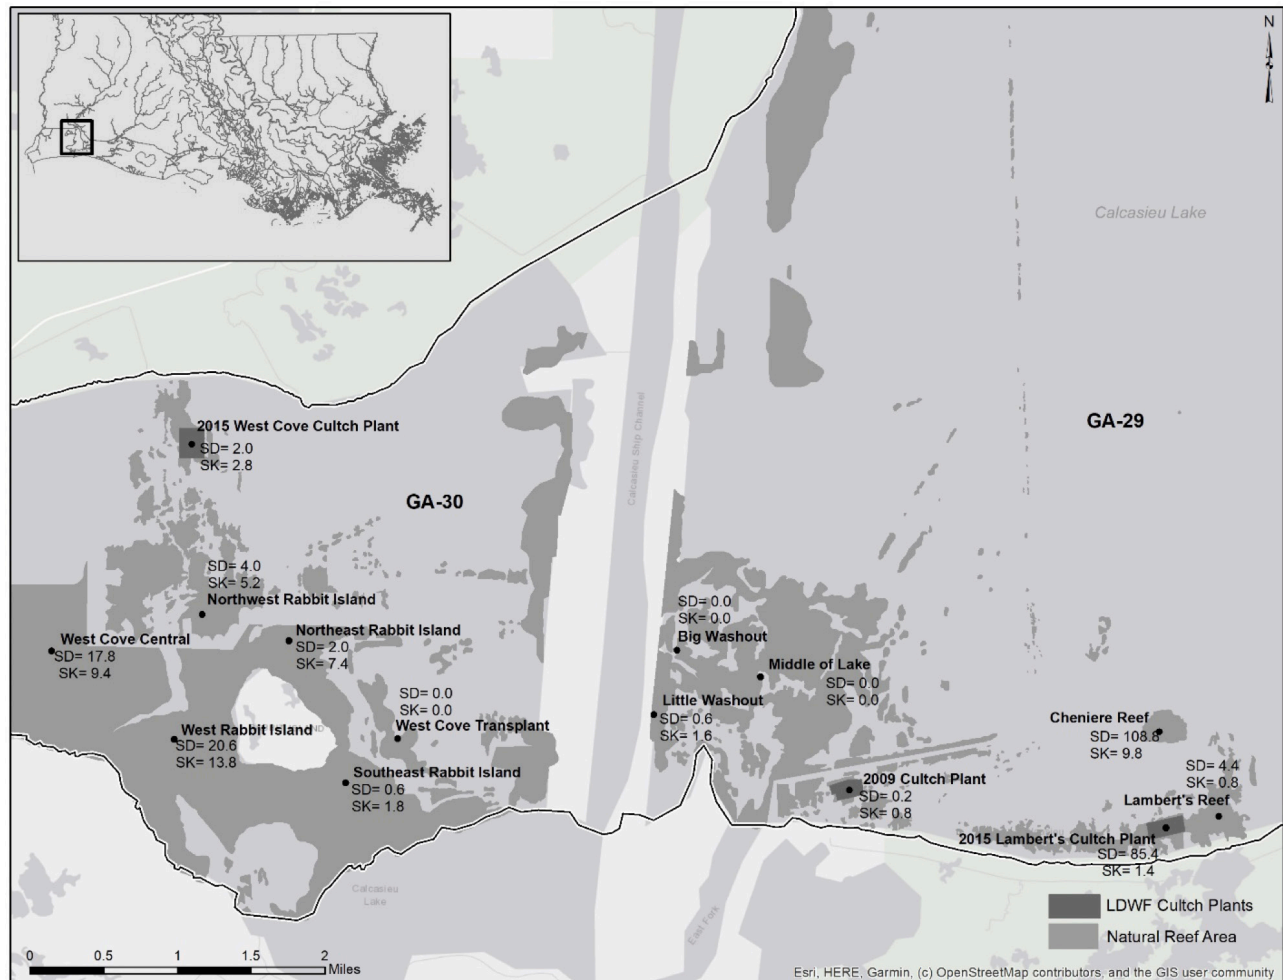 N
Calcasieu Lake
GA-29
Calcasieu Ship Channel
2015 West Cove Cultch Plant
SD= 2.0
SK= 2.8
GA-30
SD= 4.0
SK= 5.2
Northwest Rabbit Island
Northeast Rabbit Island
SD= 2.0
SK= 7.4
West Cove Central
SD= 17.8
SK= 9.4
SD= 0.0
SK= 0.0
West Cove Transplant
West Rabbit Island
SD= 20.6
SK= 13.8
Southeast Rabbit Island
SD= 0.6
SK= 1.8
SD= 0.0
SK= 0.0
Big Washout
Middle of Lake
SD= 0.0
SK= 0.0
Little Washout
SD= 0.6
SK= 1.6
Cheniere Reef
SD= 108.8
SK= 9.8
2009 Cultch Plant
SD= 0.2
SK= 0.8
SD= 4.4
SK= 0.8
Lambert's Reef
2015 Lambert's Cultch Plant
SD= 85.4
SK= 1.4
Calcasieu
Lake
East Fork
LDWF Cultch Plants
Natural Reef Area
0 0.5 1 1.5 2
Miles
Esri, HERE, Garmin, (c) OpenStreetMap contributors, and the GIS user community